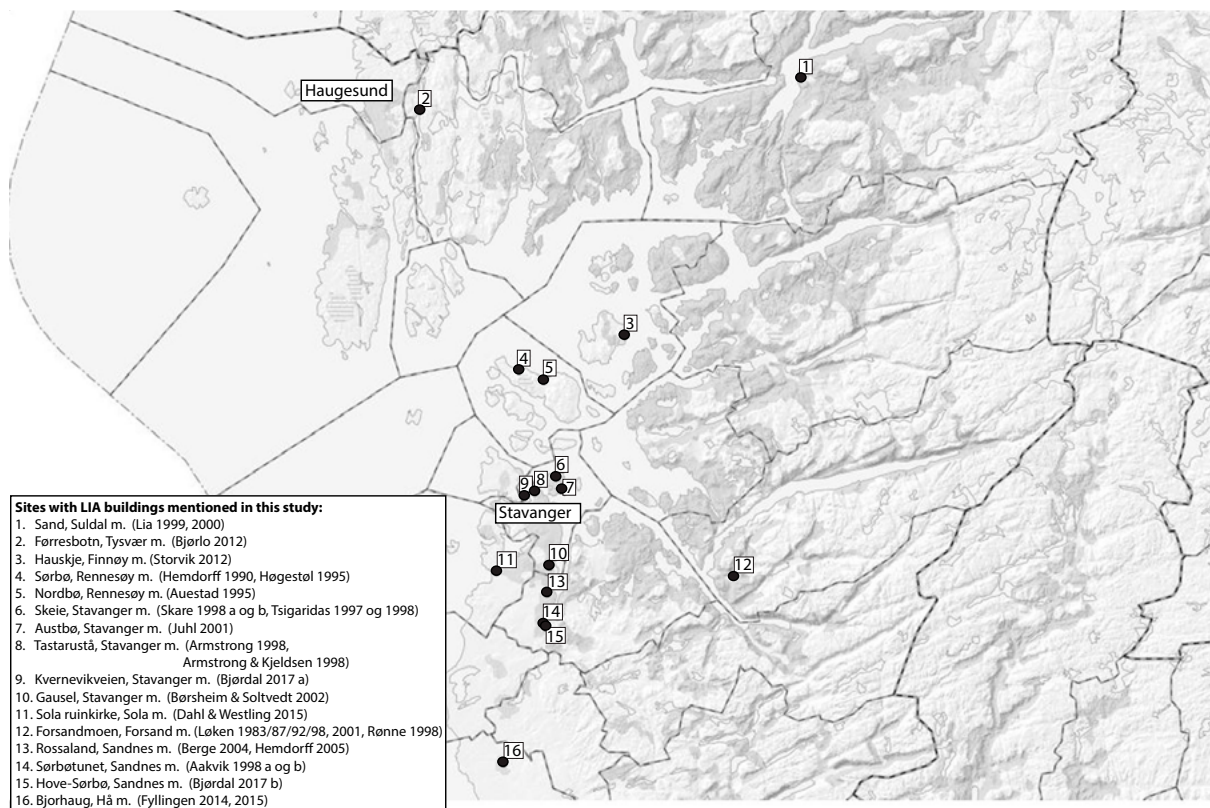 Haugesund
1
2
3
4
5
6
7
8
9
Stavanger
10
11
12
13
14
15
16
Sites with LIA buildings mentioned in this study:
1. Sand, Suldal m. (Lia 1999, 2000)
2. Førresbotn, Tysvær m. (Bjørlo 2012)
3. Hauskje, Finnøy m. (Storvik 2012)
4. Sørbø, Rennesøy m. (Hemdorff 1990, Høgestøl 1995)
5. Nordbø, Rennesøy m. (Auestad 1995)
6. Skeie, Stavanger m. (Skare 1998 a og b, Tsigaridas 1997 og 1998)
7. Austbø, Stavanger m. (Juhl 2001)
8. Tastarustå, Stavanger m. (Armstrong 1998,
Armstrong & Kjeldsen 1998)
9. Kvernevikveien, Stavanger m. (Bjørdal 2017 a)
10. Gausel, Stavanger m. (Børsheim & Soltvedt 2002)
11. Sola ruinkirke, Sola m. (Dahl & Westling 2015)
12. Forsandmoen, Forsand m. (Løken 1983/87/92/98, 2001, Rønne 1998)
13. Rossaland, Sandnes m. (Berge 2004, Hemdorff 2005)
14. Sørbøtunet, Sandnes m. (Aakvik 1998 a og b)
15. Hove-Sørbø, Sandnes m. (Bjørdal 2017 b)
16. Bjorhaug, Hå m. (Fyllingen 2014, 2015)